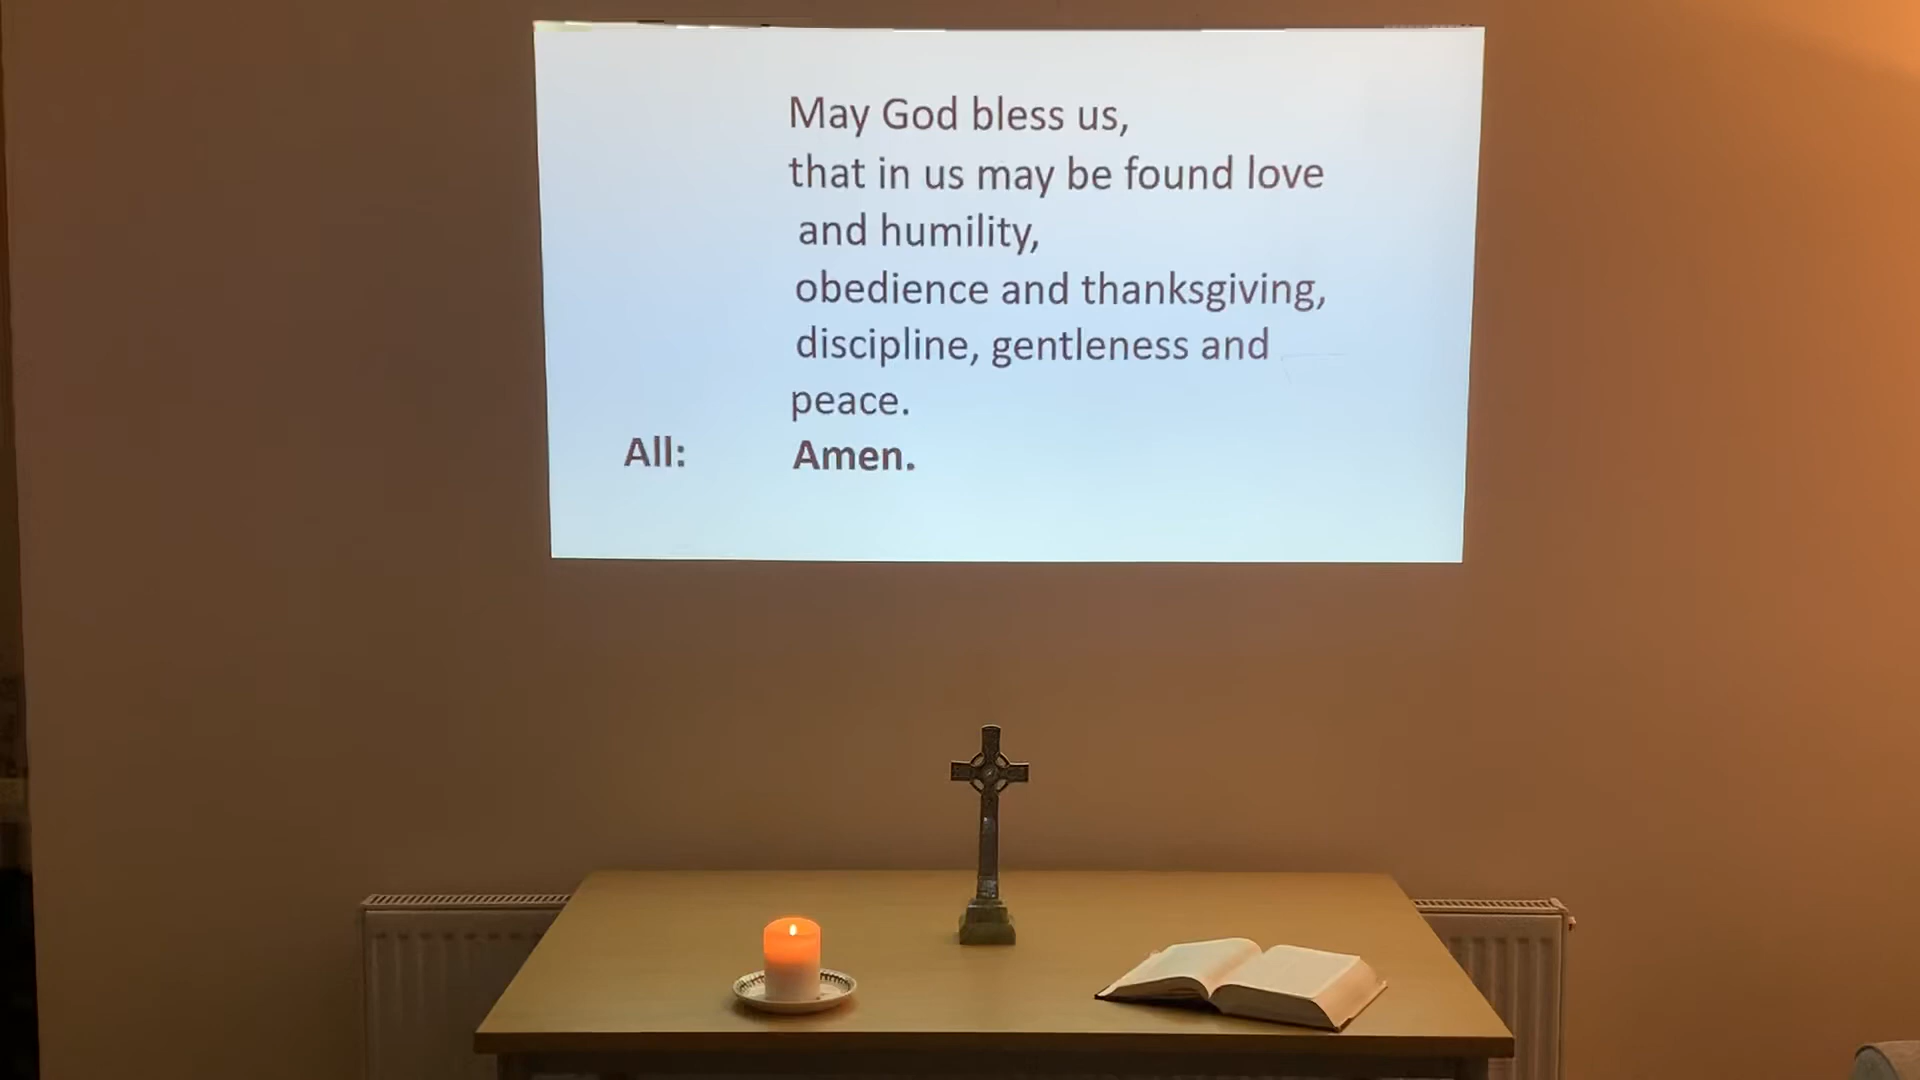 May God bless us,
that in us may be found love
and humility,
obedience and thanksgiving,
discipline, gentleness and
peace.
All: Amen.